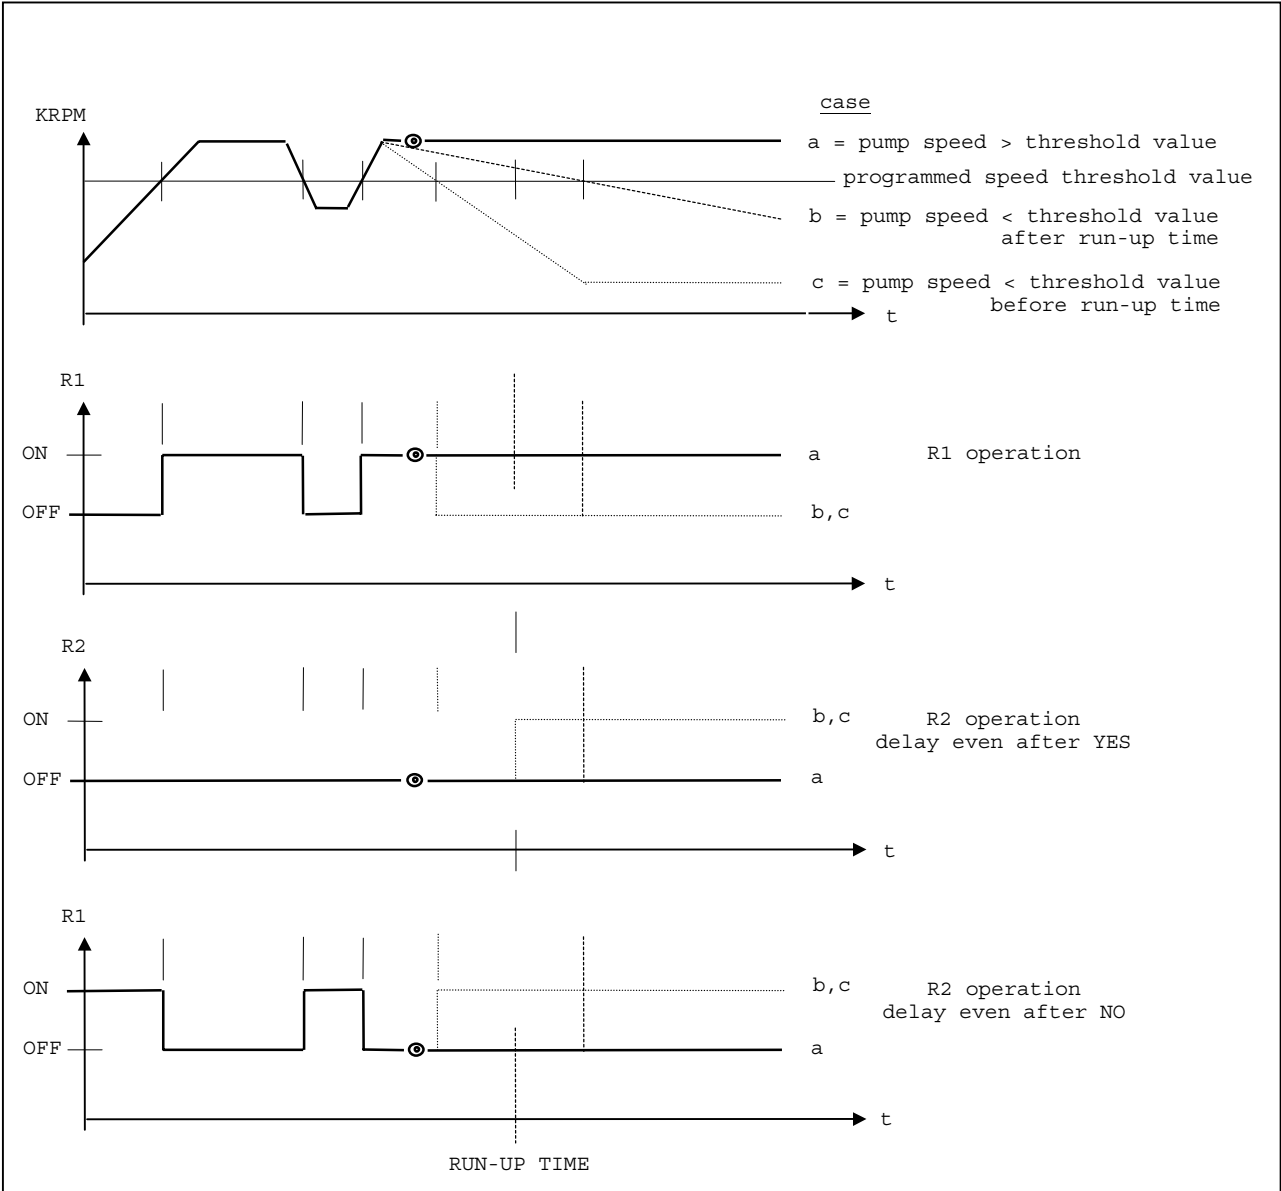 case
KRPM
a = pump speed > threshold value
programmed speed threshold value
b = pump speed < threshold value
after run-up time
c = pump speed < threshold value
before run-up time
t
R1
ON
a
R1 operation
OFF
b,c
t
R2
ON
b,c
R2 operation
delay even after YES
OFF
a
t
R1
ON
b,c
R2 operation
delay even after NO
OFF
a
t
RUN-UP TIME